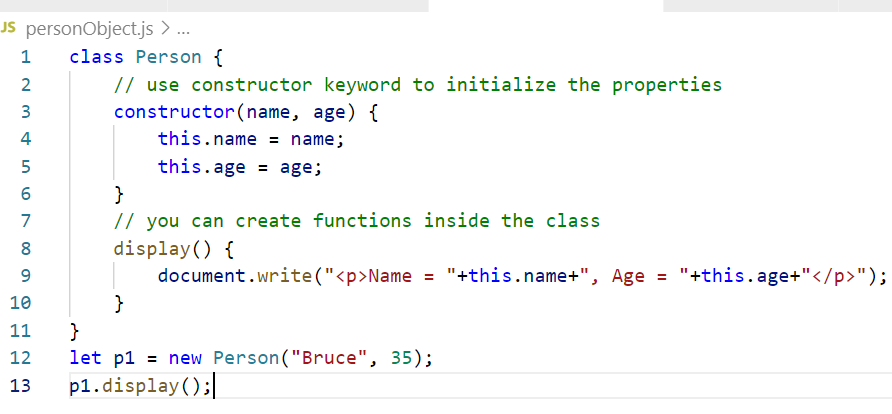 JS personObject.js > ...
1 class Person {
2     // use constructor keyword to initialize the properties
3     constructor(name, age) {
4         this.name = name;
5         this.age = age;
6     }
7     // you can create functions inside the class
8     display() {
9         document.write("<p>Name = "+this.name+", Age = "+this.age+"</p>");
10     }
11 }
12 let p1 = new Person("Bruce", 35);
13 p1.display();